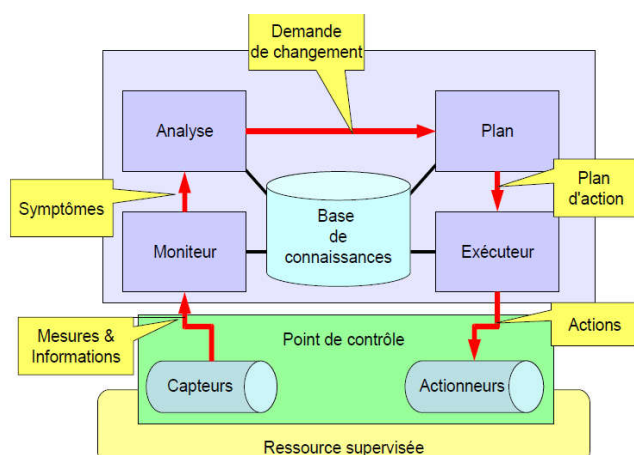 Demande
de changement
Analyse
Plan
Symptômes
Plan
d'action
Base
de
connaissances
Moniteur
Exécuteur
Mesures &
Informations
Point de contrôle
Actions
Capteurs
Actionneurs
Ressource supervisée